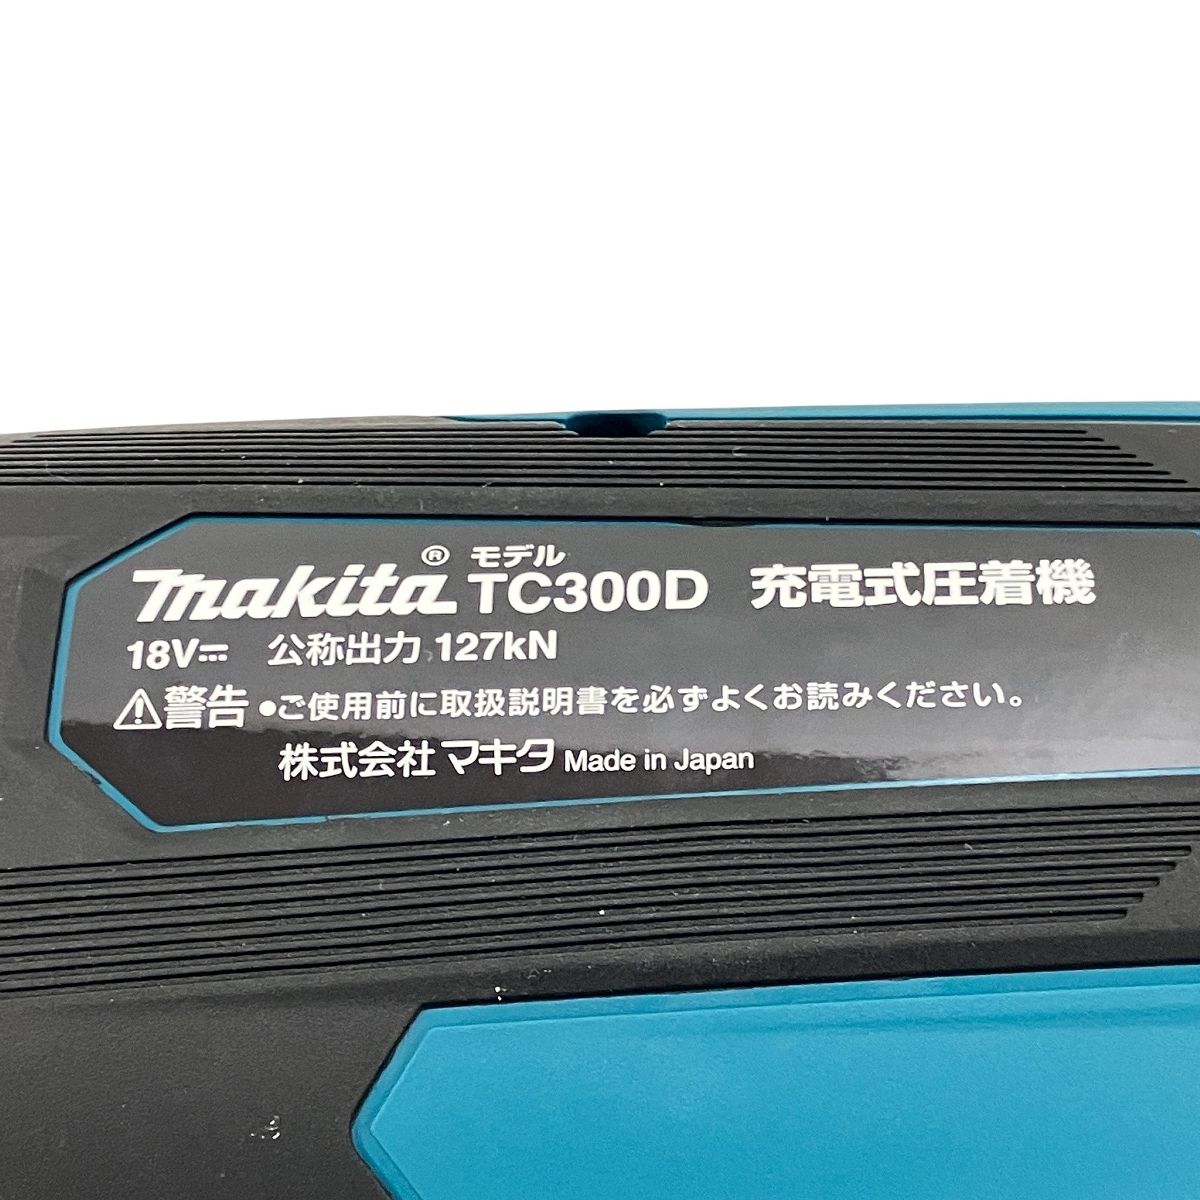 makita® モデル TC300D 充電式圧着機
18V⎓ 公称出力 127kN
⚠警告 ●ご使用前に取扱説明書を必ずよくお読みください。
株式会社 マキタ Made in Japan